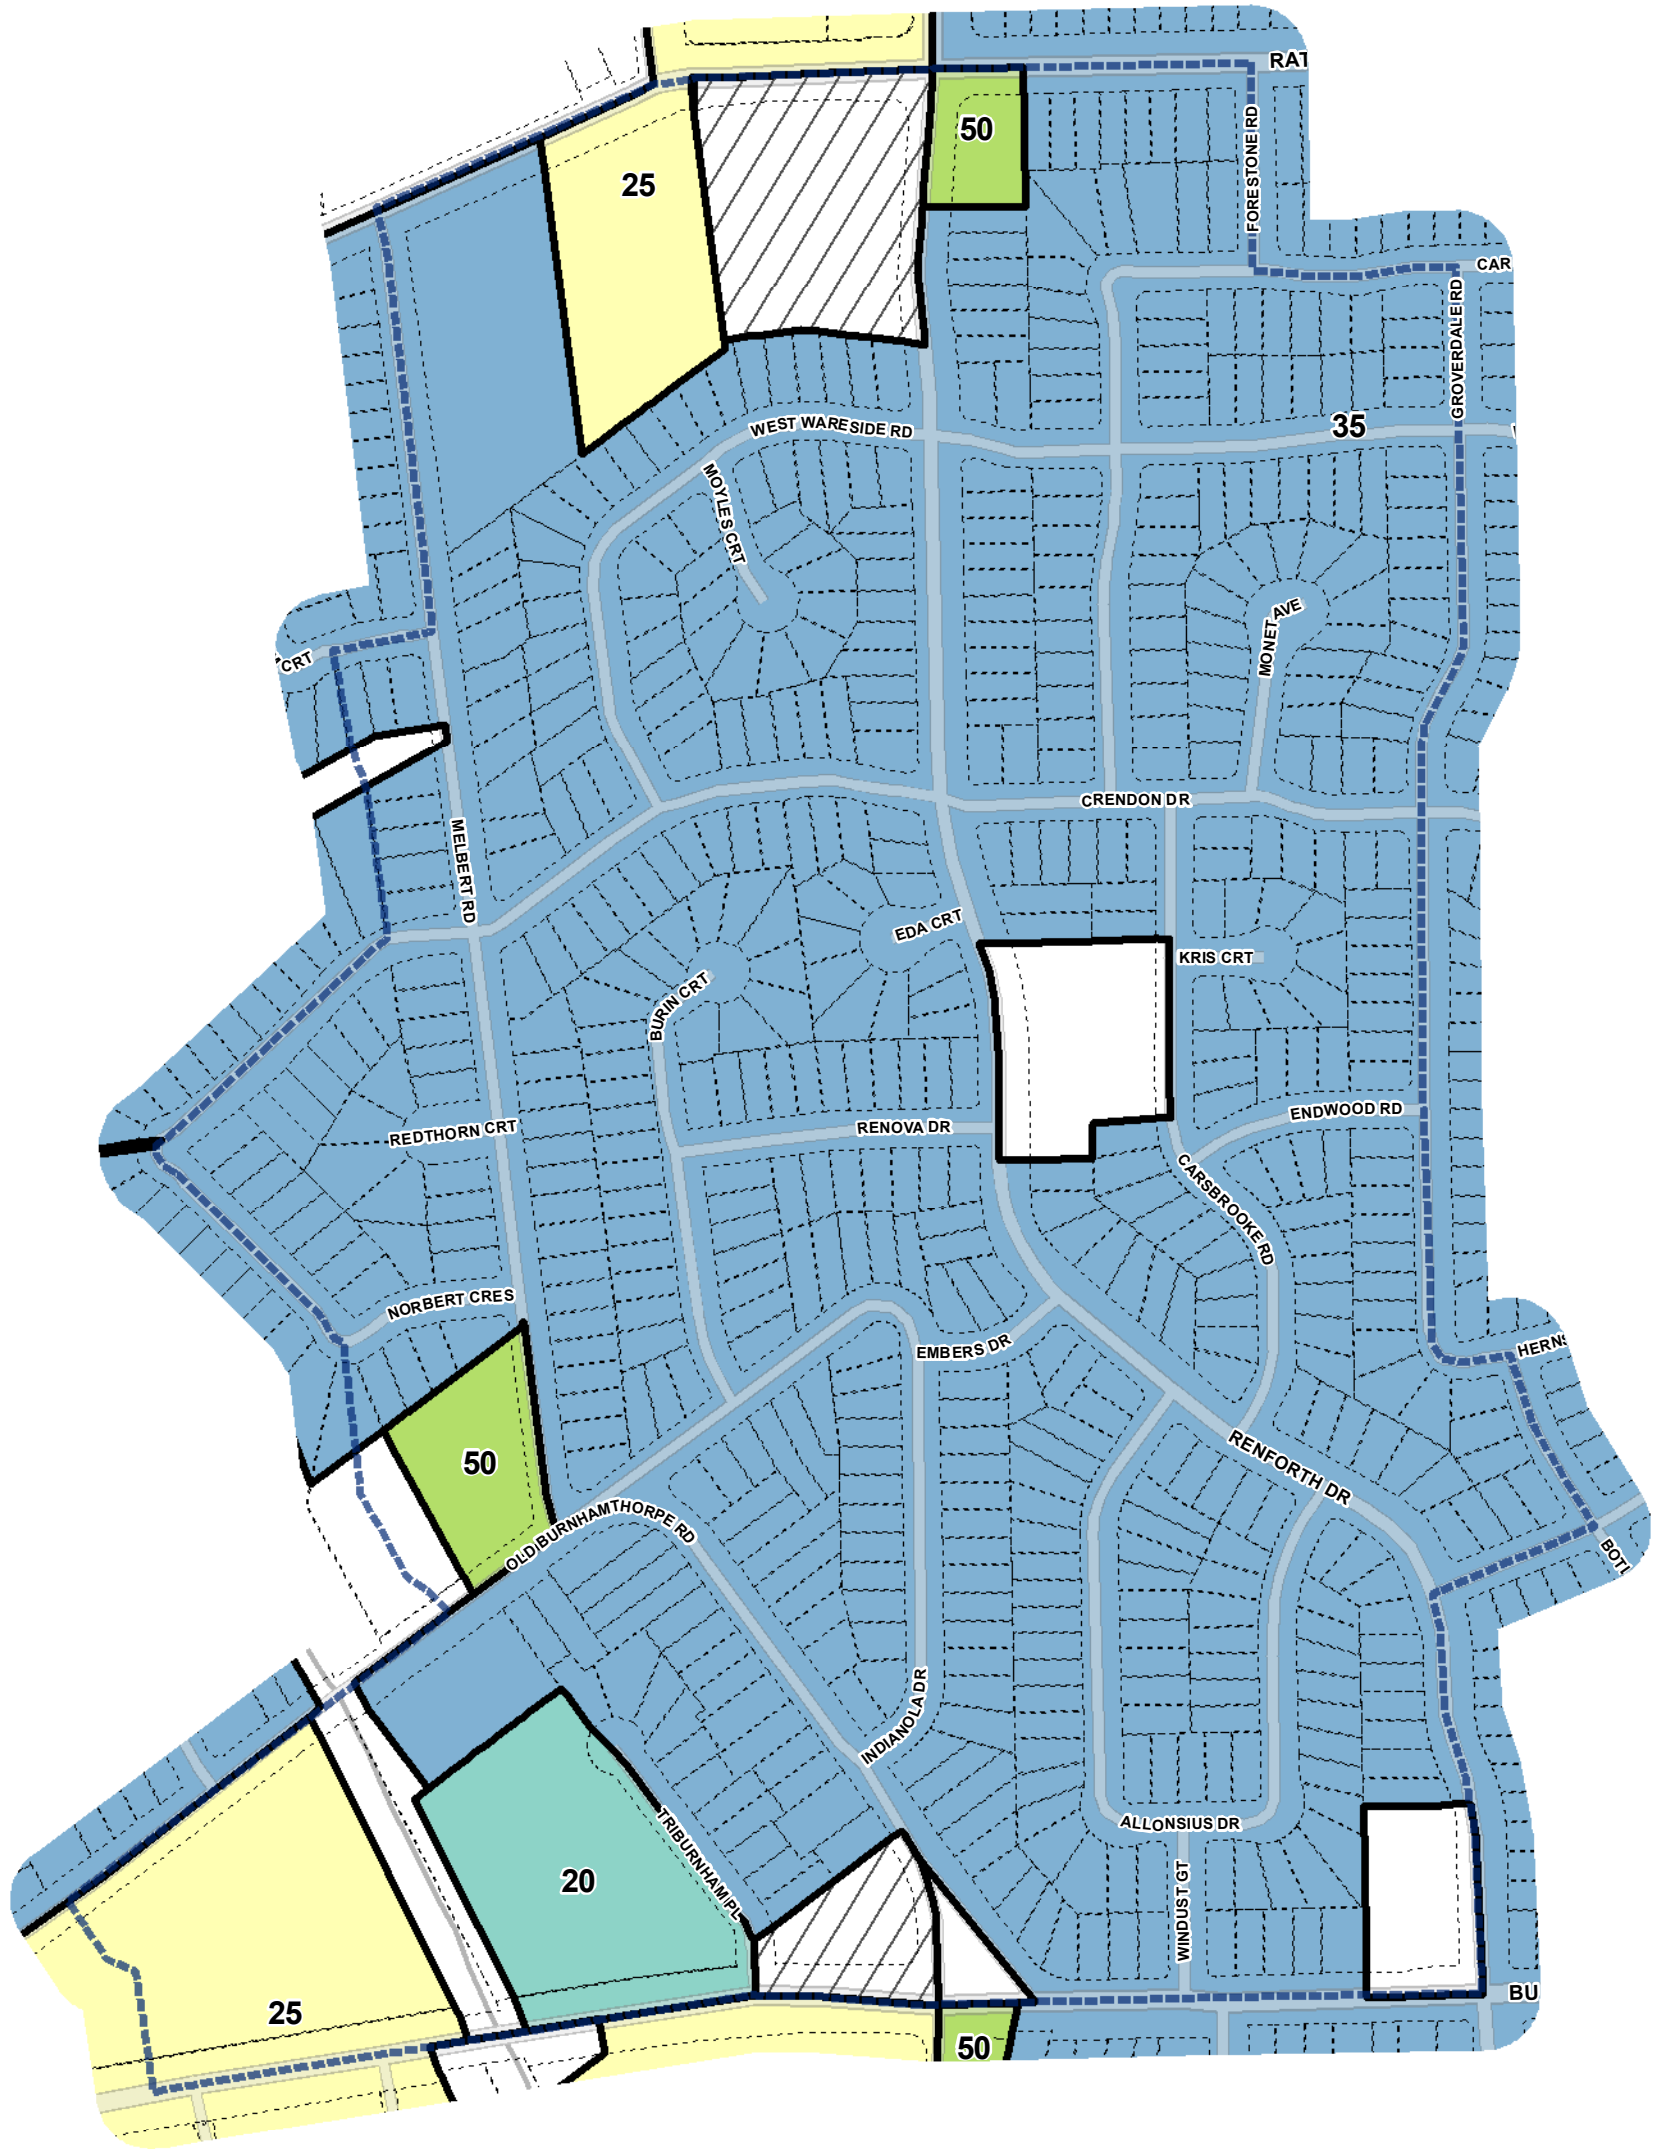 RAT
50
25
FORESTONE RD
CAR
GROVERDALE RD
35
WEST WARESIDE RD
MOYLES CRT
MONET AVE
CRT
CRENDON DR
MELBERT RD
EDA CRT
KRIS CRT
BURIN CRT
ENDWOOD RD
RENOVA DR
REDTHORN CRT
CARSBROOKE RD
NORBERT CRES
EMBERS DR
HERNS
RENFORTH DR
50
OLD BURNHAMTHORPE RD
BOTL
INDIANOLA DR
TRIBURNHAM PL
ALLONSIUS DR
20
WINDUST GT
25
BU
50